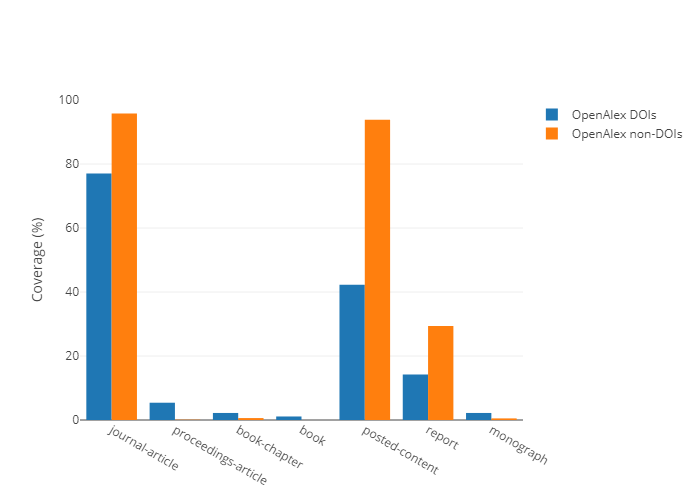 100
80
60
40
20
0
Coverage (%)
journal-article
proceedings-article
book-chapter
book
posted-content
report
monograph
OpenAlex DOIs
OpenAlex non-DOIs